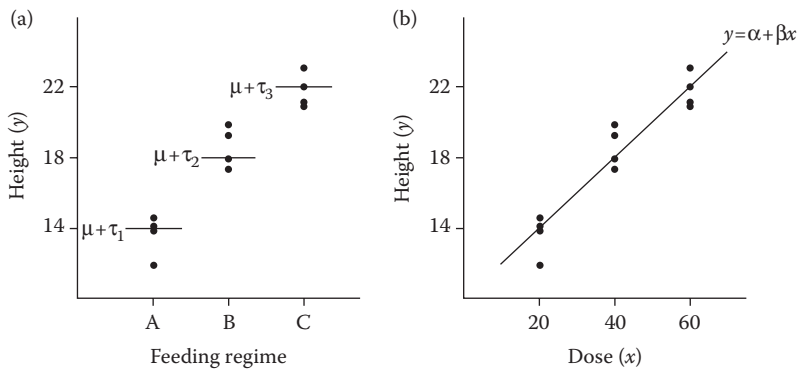 (a)
Height (y)
22
18
14
μ+τ₃
μ+τ₂
μ+τ₁
A B C
Feeding regime
(b)
y=α+βx
Height (y)
22
18
14
20 40 60
Dose (x)